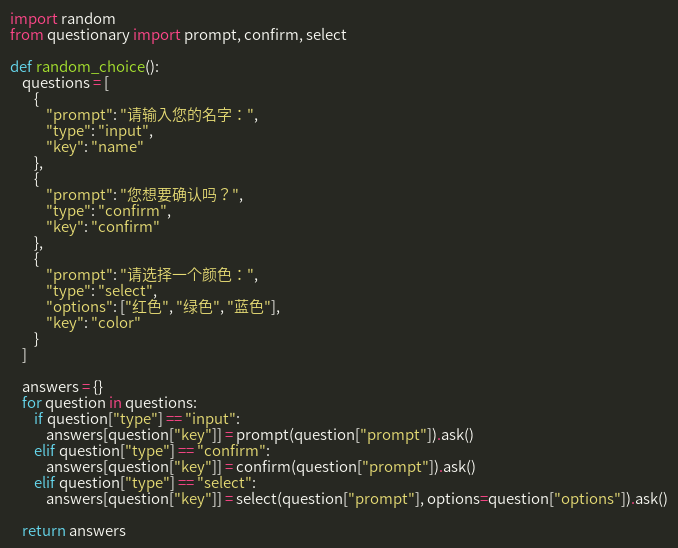 import random
from questionary import prompt, confirm, select
def random_choice():
questions = [
{
"prompt": "请输入您的名字：",
"type": "input",
"key": "name"
},
{
"prompt": "您想要确认吗？",
"type": "confirm",
"key": "confirm"
},
{
"prompt": "请选择一个颜色：",
"type": "select",
"options": ["红色", "绿色", "蓝色"],
"key": "color"
}
]
answers = {}
for question in questions:
if question["type"] == "input":
answers[question["key"]] = prompt(question["prompt"]).ask()
elif question["type"] == "confirm":
answers[question["key"]] = confirm(question["prompt"]).ask()
elif question["type"] == "select":
answers[question["key"]] = select(question["prompt"], options=question["options"]).ask()
return answers